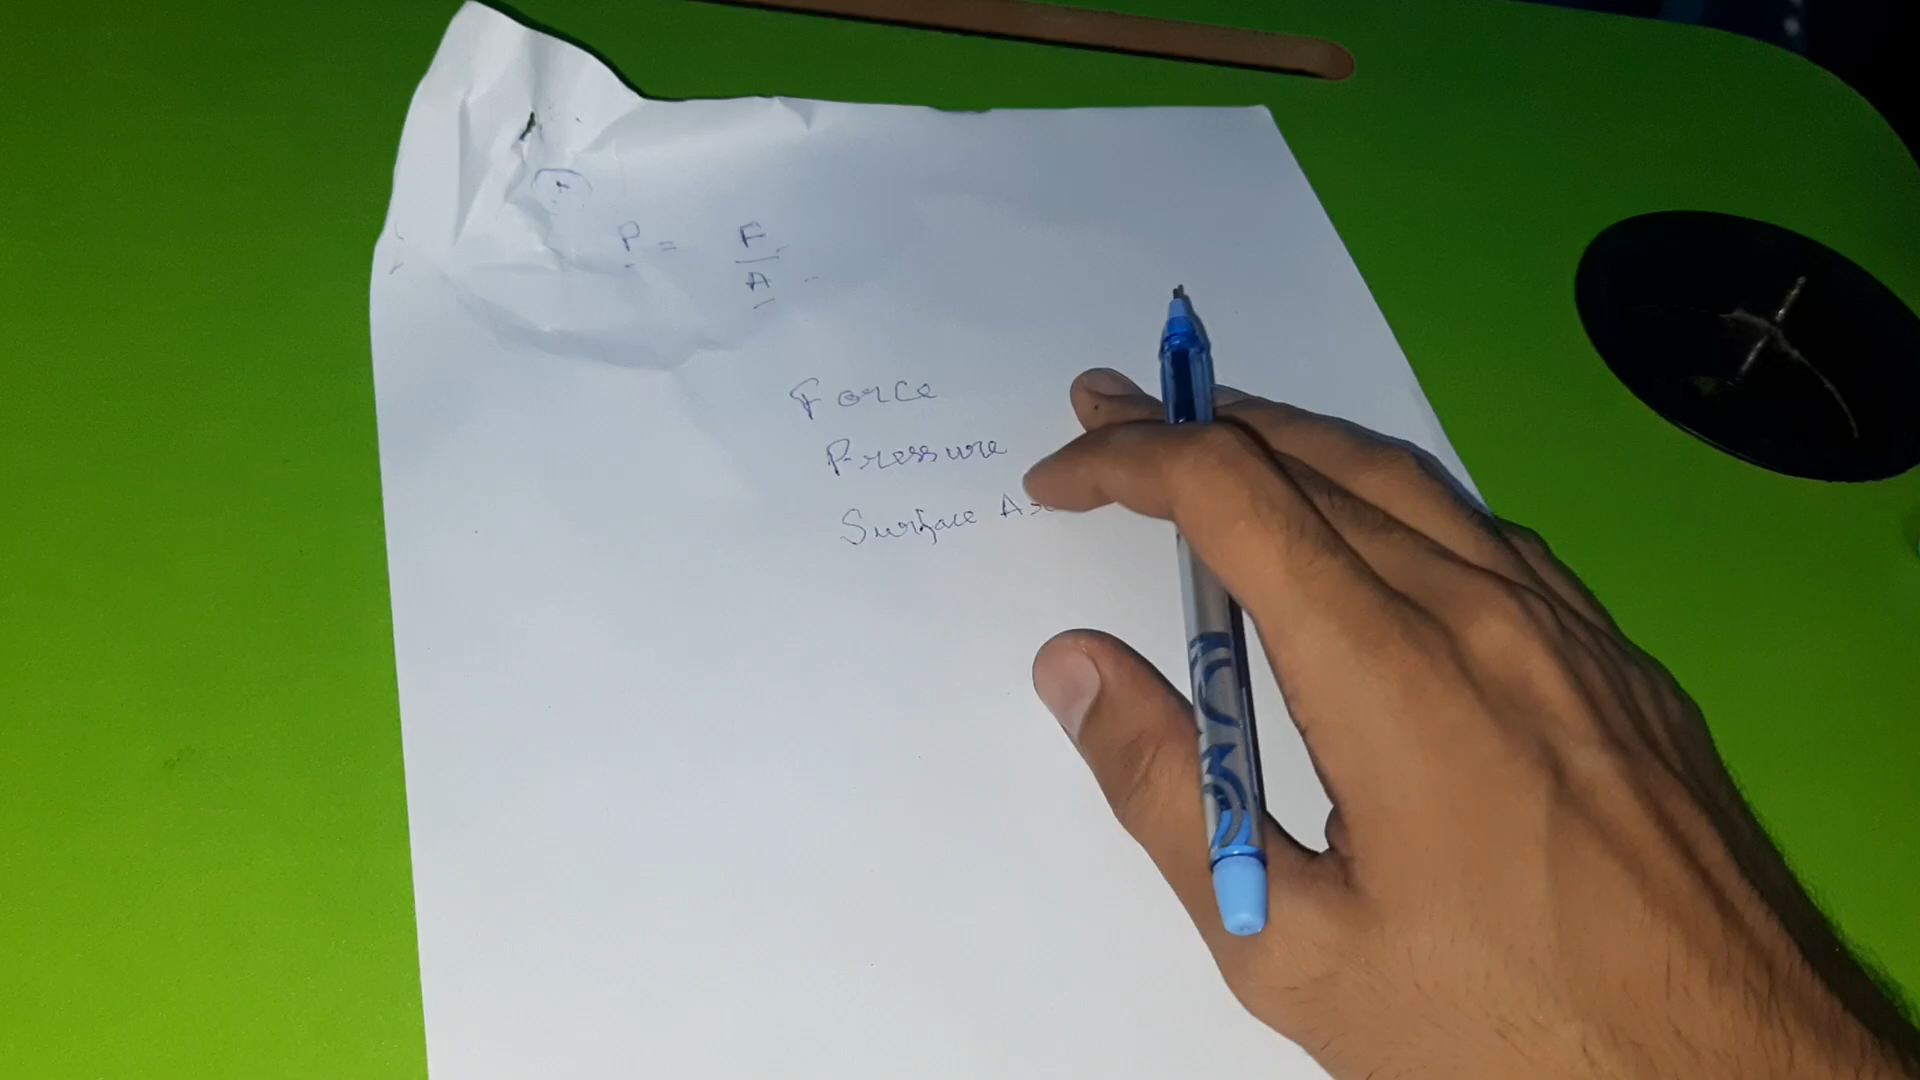 P = F
A
Force
Pressure
Surface A